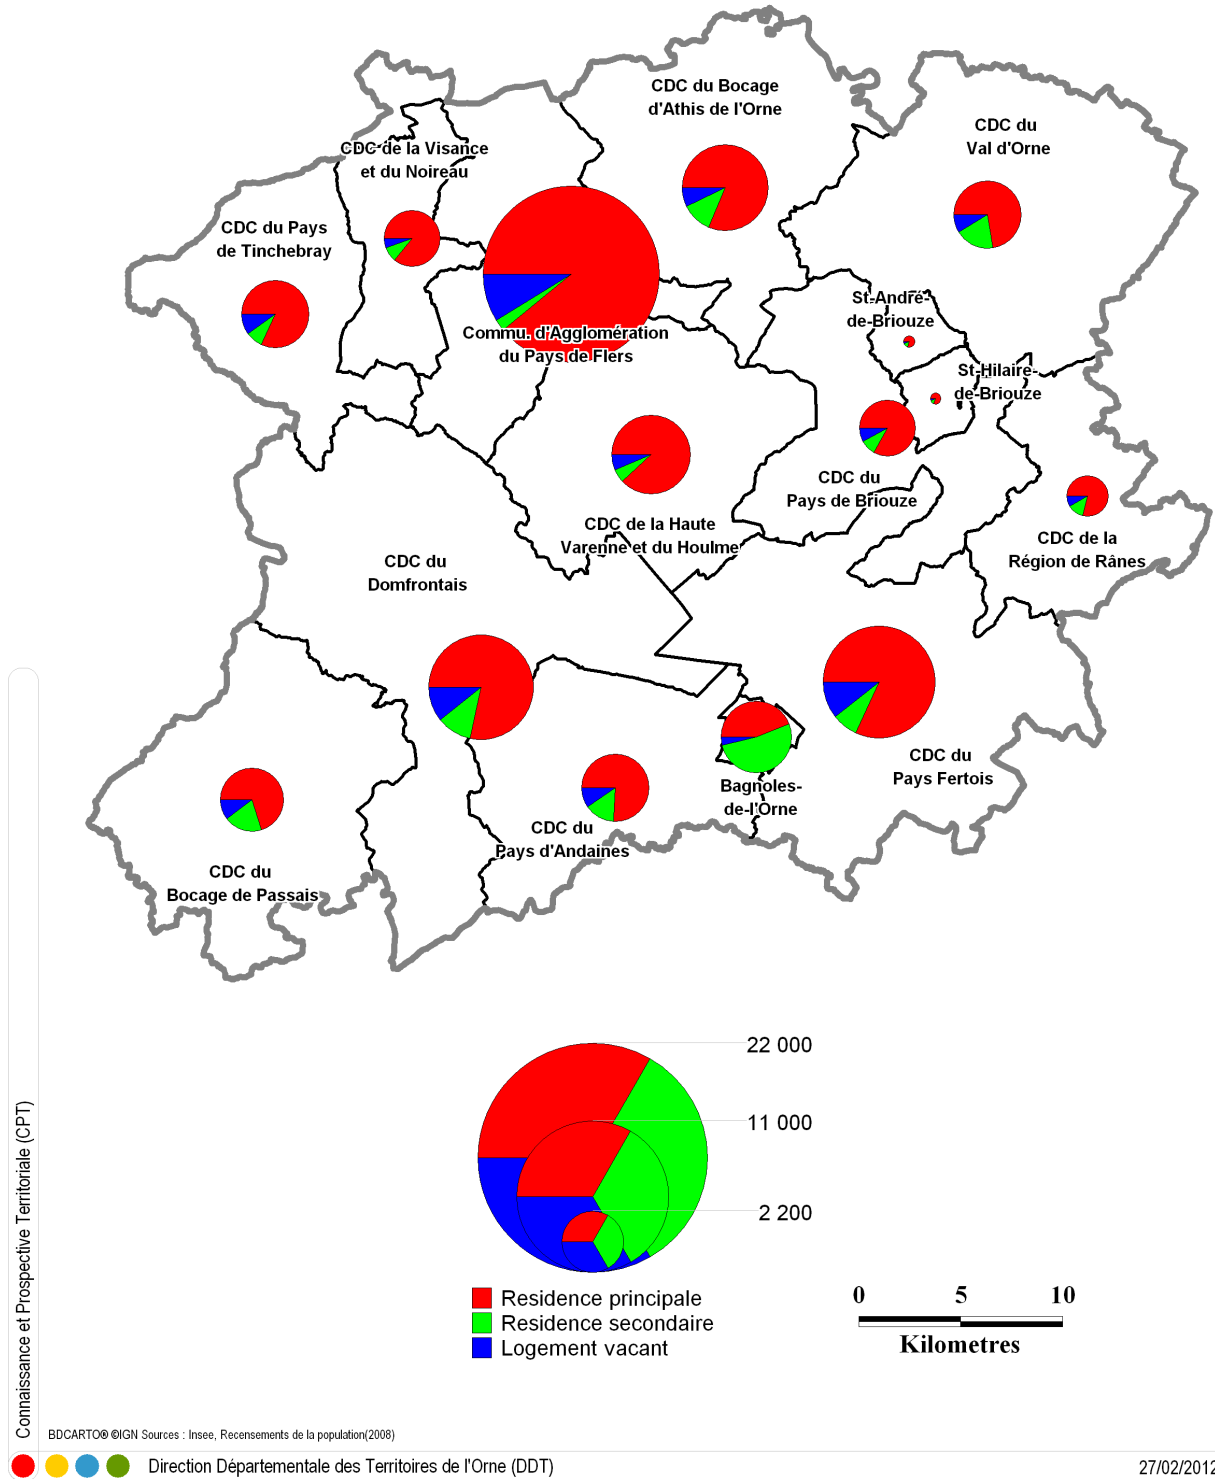 CDC du Bocage
d'Athis de l'Orne
CDC du
Val d'Orne
CDC de la Visance
et du Noireau
CDC du Pays
de Tinchebray
St-André-
de-Briouze
Commu. d'Agglomération
du Pays de Flers
St-Hilaire-
de-Briouze
CDC du
Pays de Briouze
CDC de la Haute
Varenne et du Houlme
CDC de la
Région de Rânes
CDC du
Domfrontais
CDC du
Pays Fertois
Bagnoles-
de-l'Orne
CDC du
Pays d'Andaines
CDC du
Bocage de Passais
22 000
11 000
2 200
Residence principale
Residence secondaire
Logement vacant
0 5 10
Kilometres
Connaissance et Prospective Territoriale (CPT)
BDCARTO® ©IGN Sources : Insee, Recensements de la population(2008)
Direction Départementale des Territoires de l'Orne (DDT)
27/02/2012